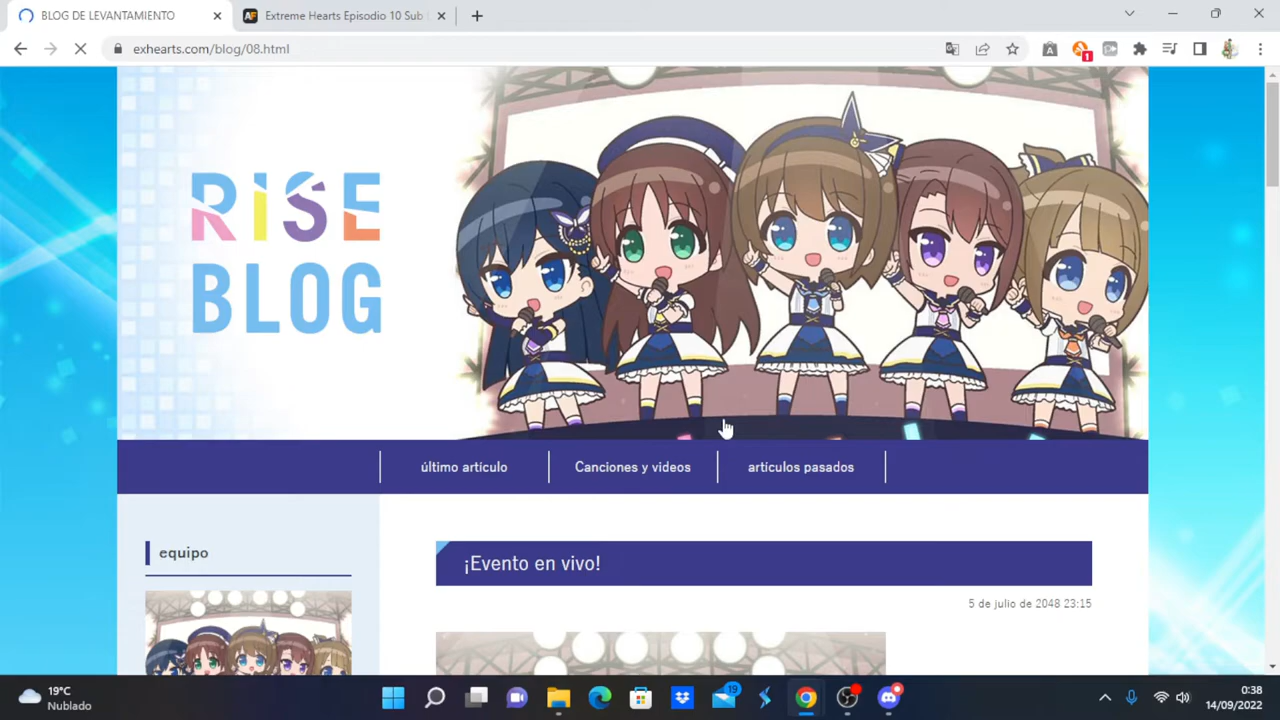 BLOG DE LEVANTAMIENTO
Extreme Hearts Episodio 10 Sub
exhearts.com/blog/08.html
1
RISE
BLOG
último artículo
Canciones y videos
artículos pasados
equipo
¡Evento en vivo!
5 de julio de 2048 23:15
19°C
Nublado
19
0:38
14/09/2022